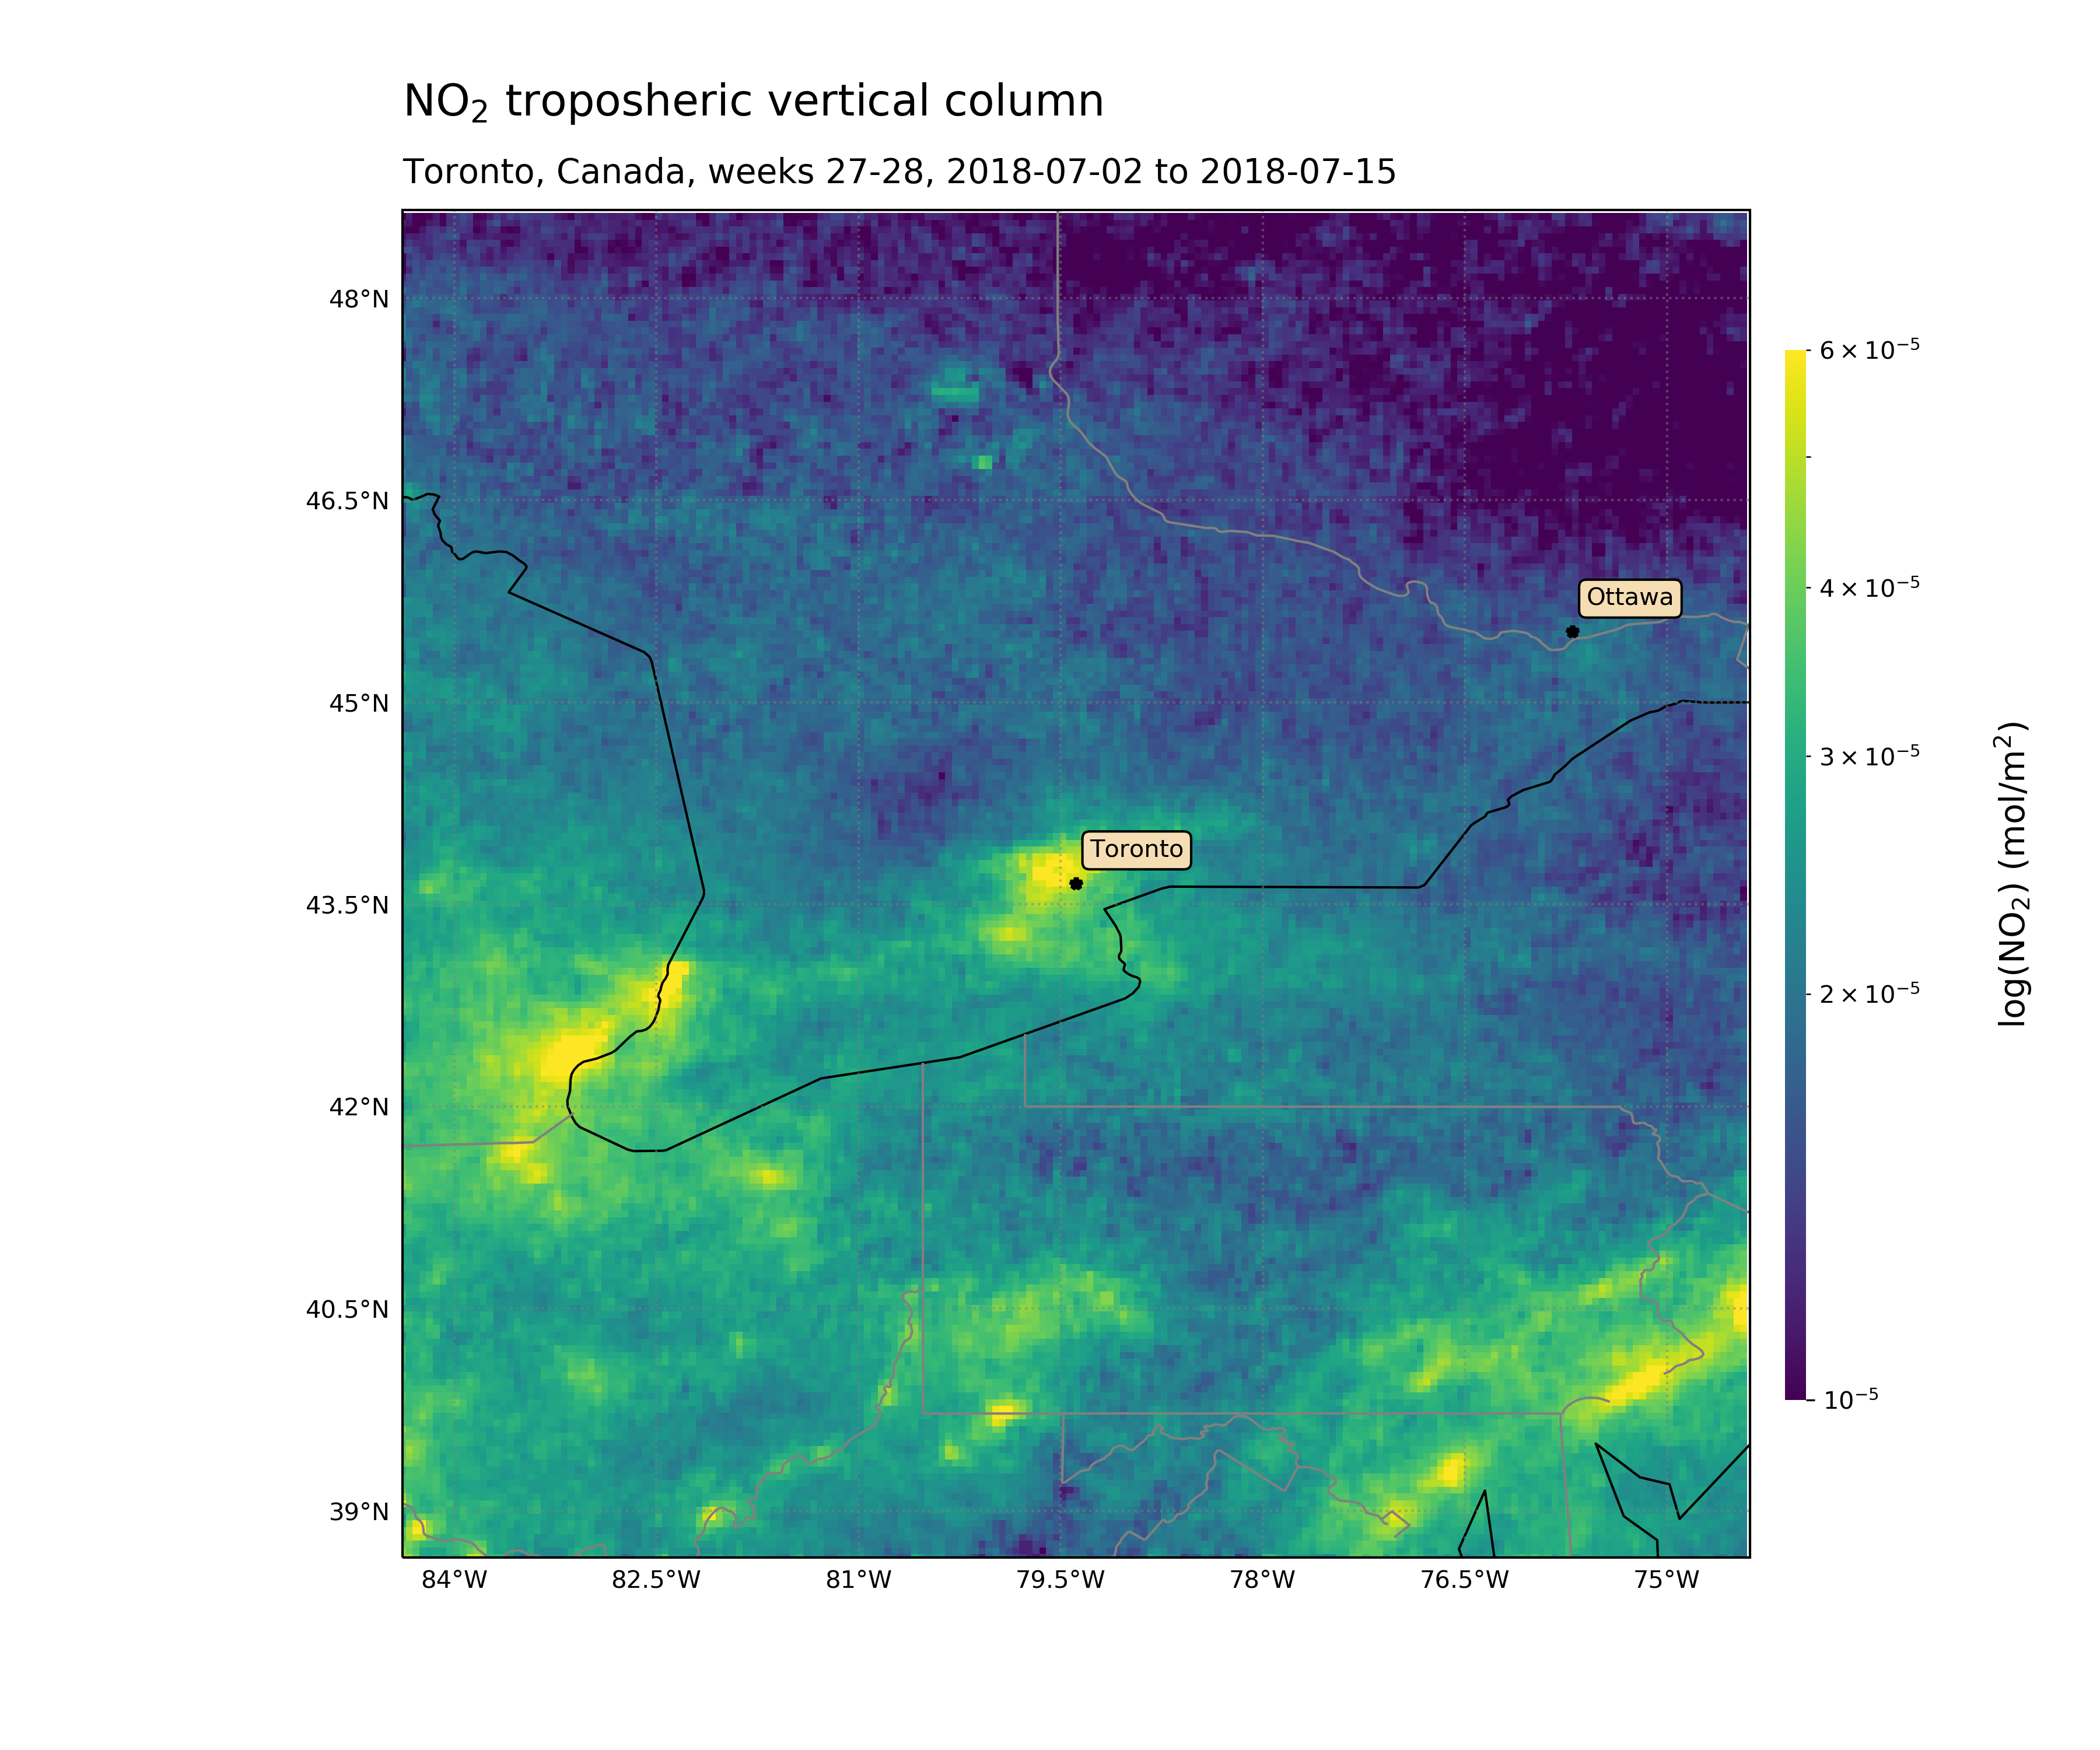 NO₂ troposheric vertical column
Toronto, Canada, weeks 27-28, 2018-07-02 to 2018-07-15
48°N
46.5°N
45°N
43.5°N
42°N
40.5°N
39°N
84°W 82.5°W 81°W 79.5°W 78°W 76.5°W 75°W
Ottawa
Toronto
6 × 10⁻⁵
4 × 10⁻⁵
3 × 10⁻⁵
2 × 10⁻⁵
10⁻⁵
log(NO₂) (mol/m²)